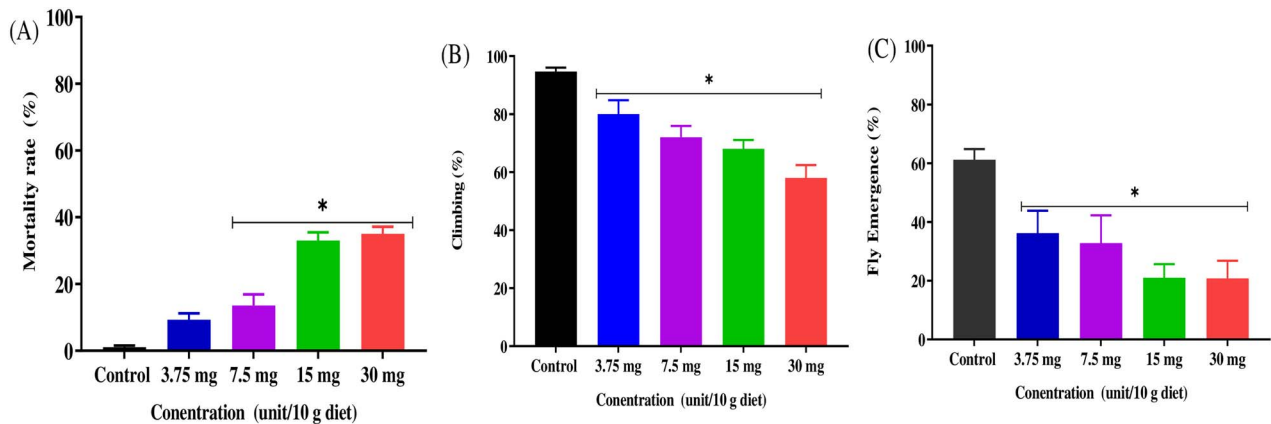 (A)
Mortality rate (%)
100
80
60
40
20
0
*
Control 3.75 mg 7.5 mg 15 mg 30 mg
Conentration (unit/10 g diet)
(B)
Climbing (%)
100
80
60
40
20
0
*
Control 3.75 mg 7.5 mg 15 mg 30 mg
Conentration (unit/10 g diet)
(C)
Fly Emergence (%)
100
80
60
40
20
0
*
Control 3.75 mg 7.5 mg 15 mg 30 mg
Conentration (unit/10 g diet)